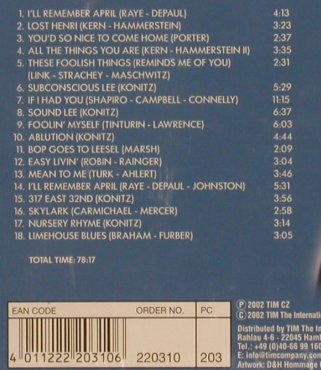 1. I'LL REMEMBER APRIL (RAYE - DEPAUL) 4:13
2. LOST HENRI (KERN - HAMMERSTEIN) 3:23
3. YOU'D SO NICE TO COME HOME (PORTER) 2:37
4. ALL THE THINGS YOU ARE (KERN - HAMMERSTEIN II) 3:35
5. THESE FOOLISH THINGS (REMINDS ME OF YOU) 2:31
(LINK - STRACHEY - MASCHWITZ)
6. SUBCONSCIOUS LEE (KONITZ) 5:29
7. IF I HAD YOU (SHAPIRO - CAMPBELL - CONNELLY) 11:15
8. SOUND LEE (KONITZ) 6:37
9. FOOLIN' MYSELF (TINTURIN - LAWRENCE) 6:03
10. ABLUTION (KONITZ) 4:44
11. BOP GOES TO LEESEL (MARSH) 2:09
12. EASY LIVIN' (ROBIN - RAINGER) 3:04
13. MEAN TO ME (TURK - AHLERT) 3:46
14. I'LL REMEMBER APRIL (RAYE - DEPAUL - JOHNSTON) 5:31
15. 317 EAST 32ND (KONITZ) 3:56
16. SKYLARK (CARMICHAEL - MERCER) 2:58
17. NURSERY RHYME (KONITZ) 3:14
18. LIMEHOUSE BLUES (BRAHAM - FURBER) 3:05
TOTAL TIME: 78:17
EAN CODE ORDER NO. PC
4 011222 203106 220310 203
℗ 2002 TIM CZ
© 2002 TIM The Internati
Distributed by TIM The In
Rahlau 4-6 - 22045 Hamb
Tel.: +49 (0)40-66 99 160
E: info@timcompany.com
Artwork: D&H Hommage